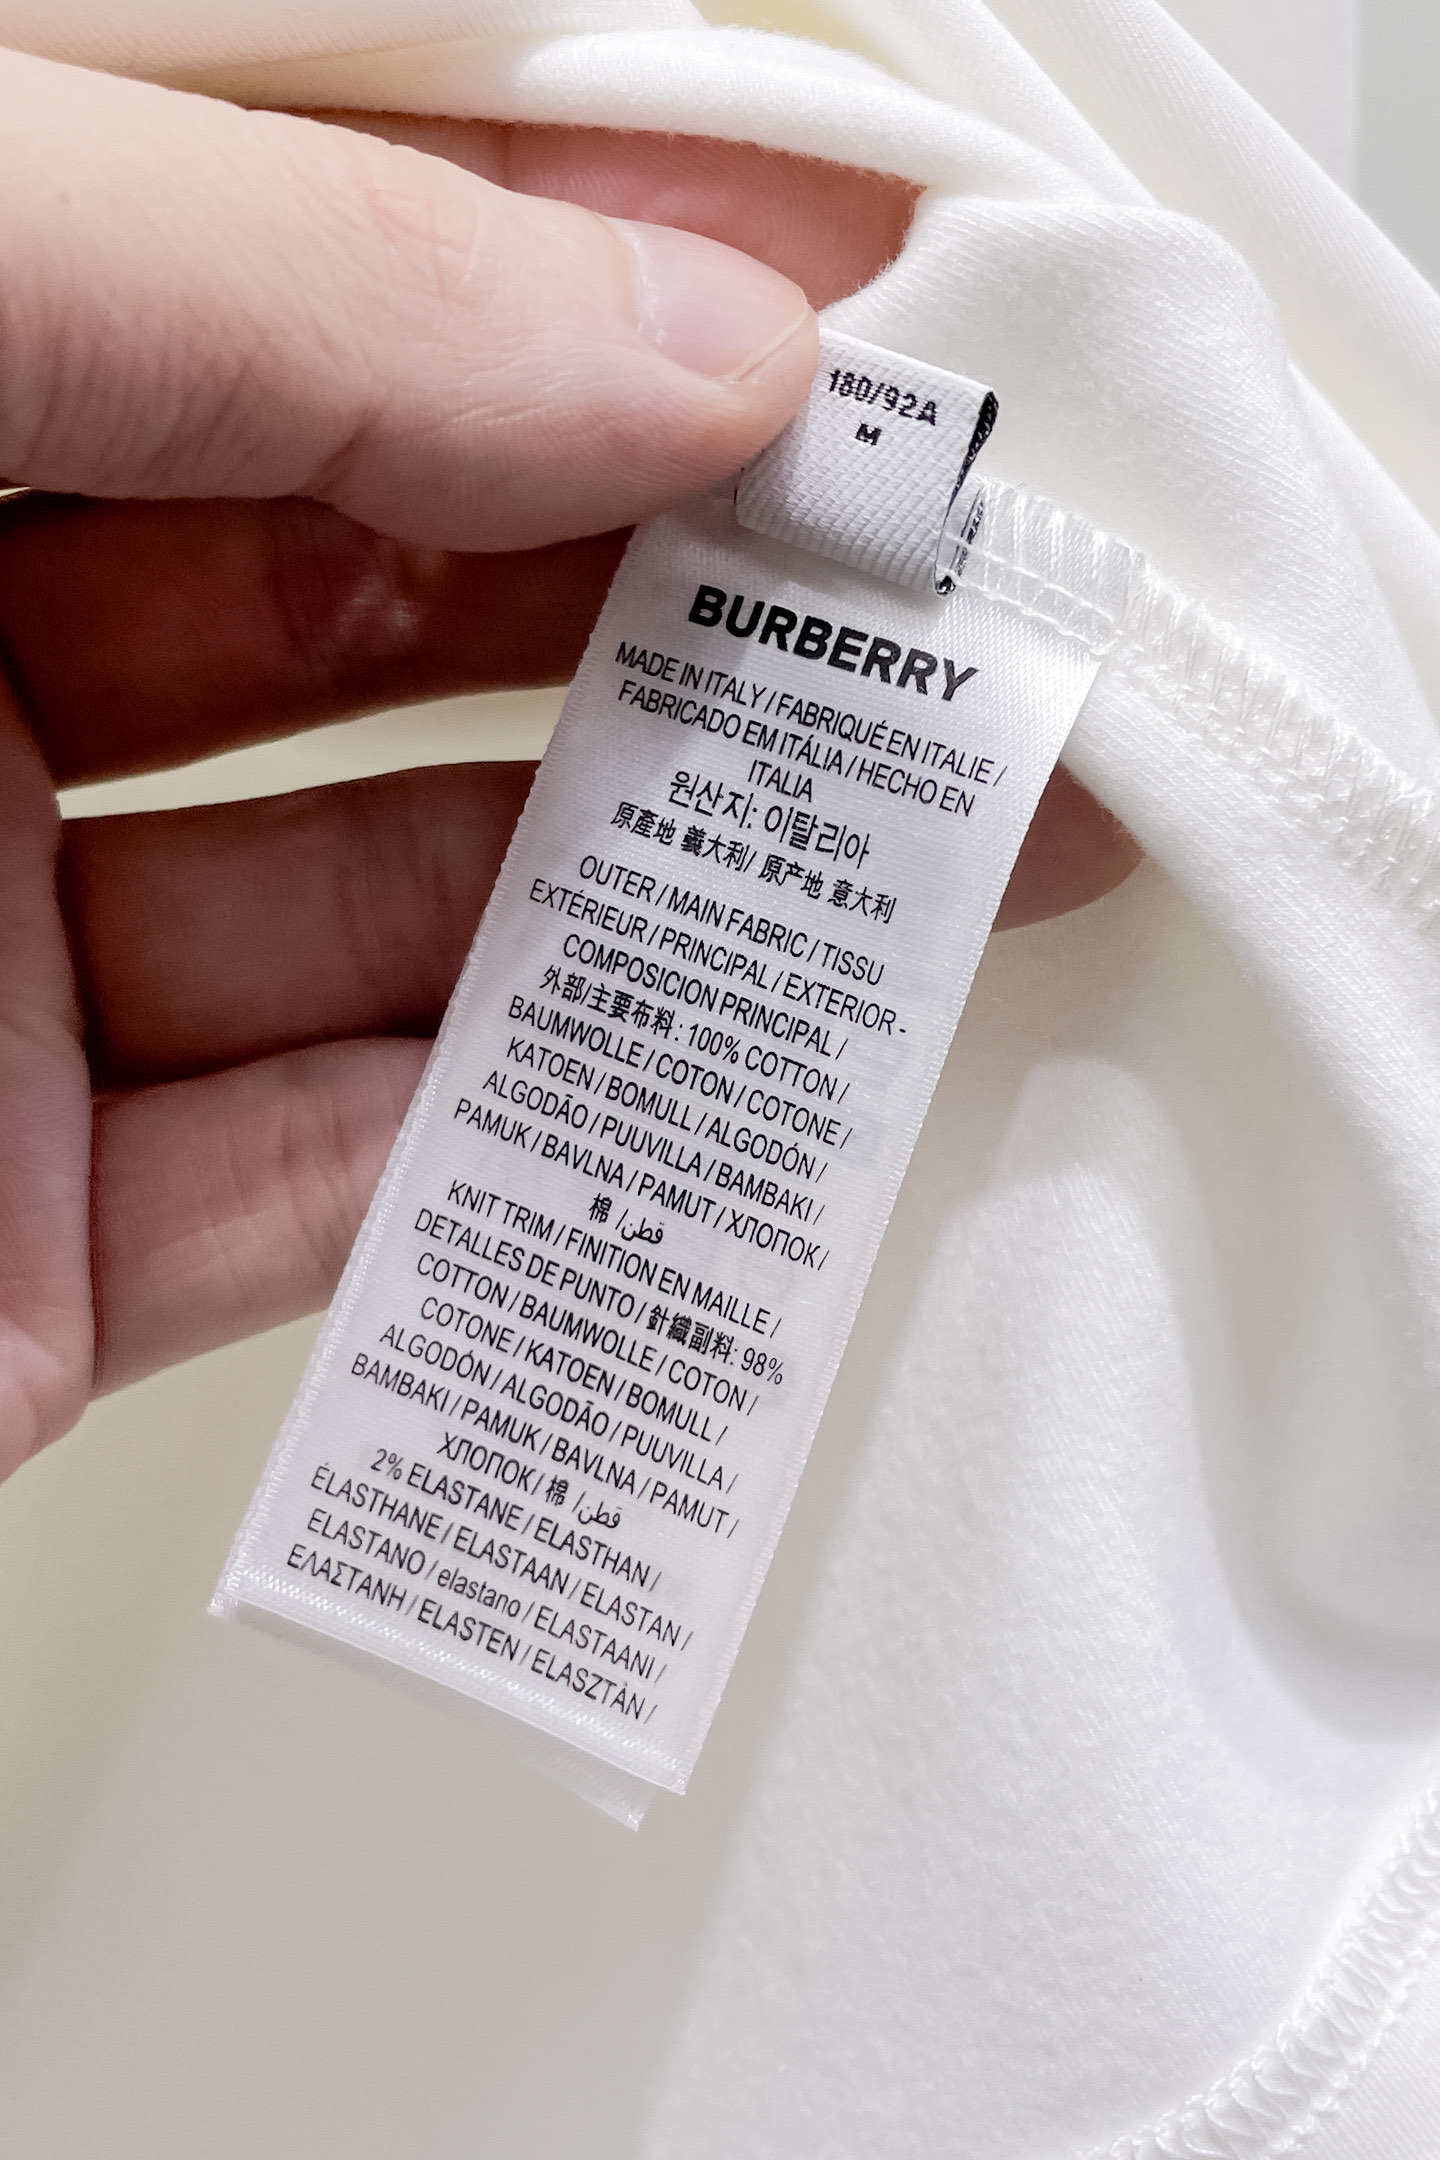 180/92A
M
BURBERRY
MADE IN ITALY / FABRIQUÉ EN ITALIE /
FABRICADO EM ITÁLIA / HECHO EN
ITALIA
원산지: 이탈리아
原產地 義大利/ 原产地 意大利
OUTER / MAIN FABRIC / TISSU
EXTÉRIEUR / PRINCIPAL / EXTERIOR -
COMPOSICION PRINCIPAL /
外部/主要布料: 100% COTTON /
BAUMWOLLE / COTON / COTONE /
KATOEN / BOMULL / ALGODÓN /
ALGODÃO / PUUVILLA / BAMBAKI /
PAMUK / BAVLNA / PAMUT / ХЛОПОК /
棉 /قطن
KNIT TRIM / FINITION EN MAILLE /
DETALLES DE PUNTO / 針織副料: 98%
COTTON / BAUMWOLLE / COTON /
COTONE / KATOEN / BOMULL /
ALGODÓN / ALGODÃO / PUUVILLA /
BAMBAKI / PAMUK / BAVLNA / PAMUT /
ХЛОПОК / 棉 /قطن
2% ELASTANE / ELASTHAN /
ÉLASTHANE / ELASTAAN / ELASTAN /
ELASTANO / elastano / ELASTAANI /
ΕΛΑΣΤΑΝΗ / ELASTEN / ELASZTÁN /